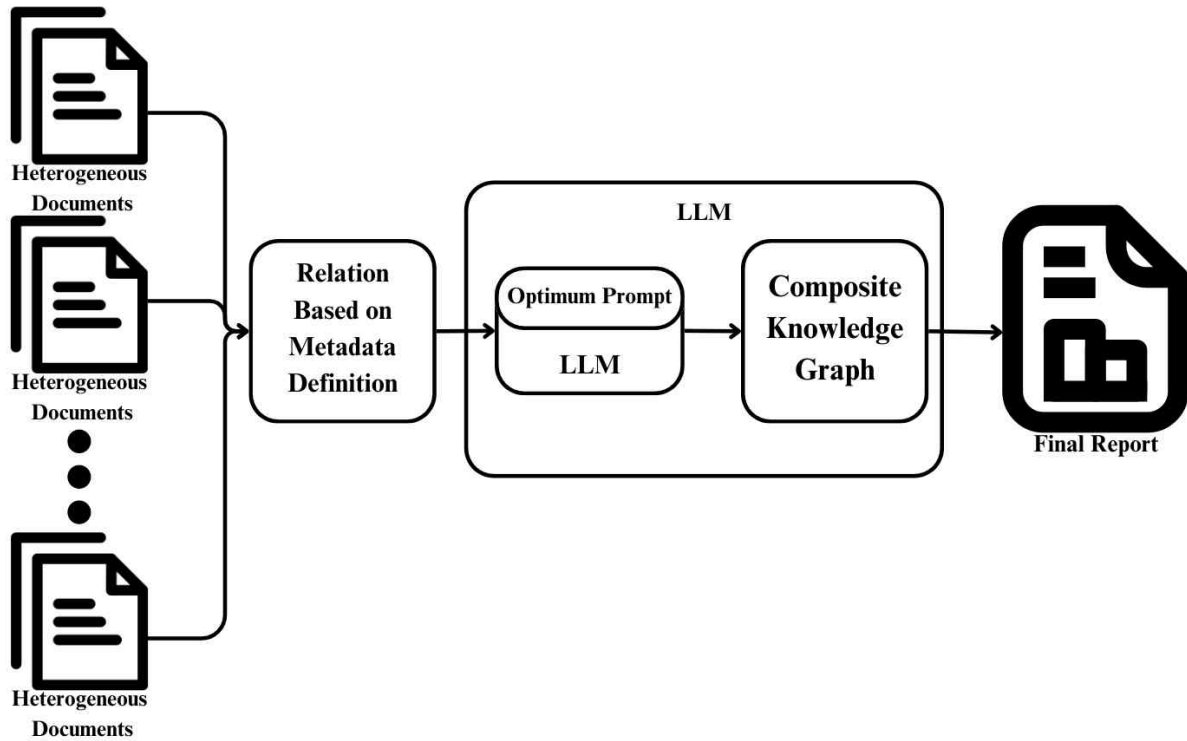 Heterogeneous
Documents
Heterogeneous
Documents
Heterogeneous
Documents
Relation
Based on
Metadada
Definition
LLM
Optimum Prompt
LLM
Composite
Knowledge
Graph
Final Report